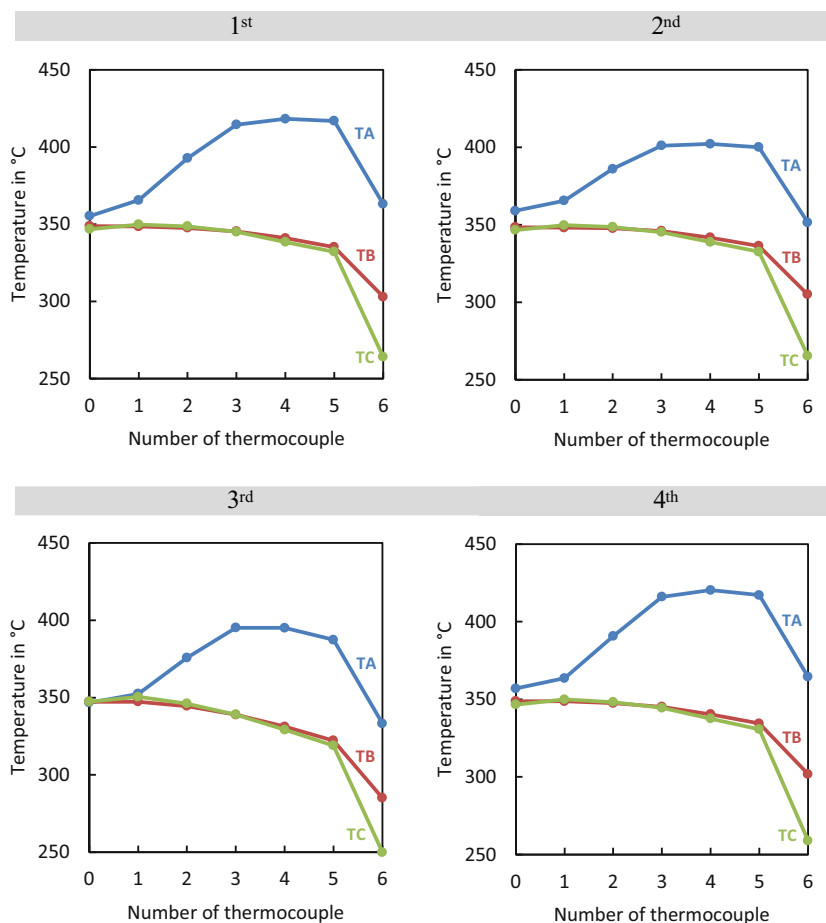 1st
2nd
450
400
350
300
250
Temperature in °C
TA
TB
TC
0 1 2 3 4 5 6
Number of thermocouple
450
400
350
300
250
Temperature in °C
TA
TB
TC
0 1 2 3 4 5 6
Number of thermocouple
3rd
4th
450
400
350
300
250
Temperature in °C
TA
TB
TC
0 1 2 3 4 5 6
Number of thermocouple
450
400
350
300
250
Temperature in °C
TA
TB
TC
0 1 2 3 4 5 6
Number of thermocouple